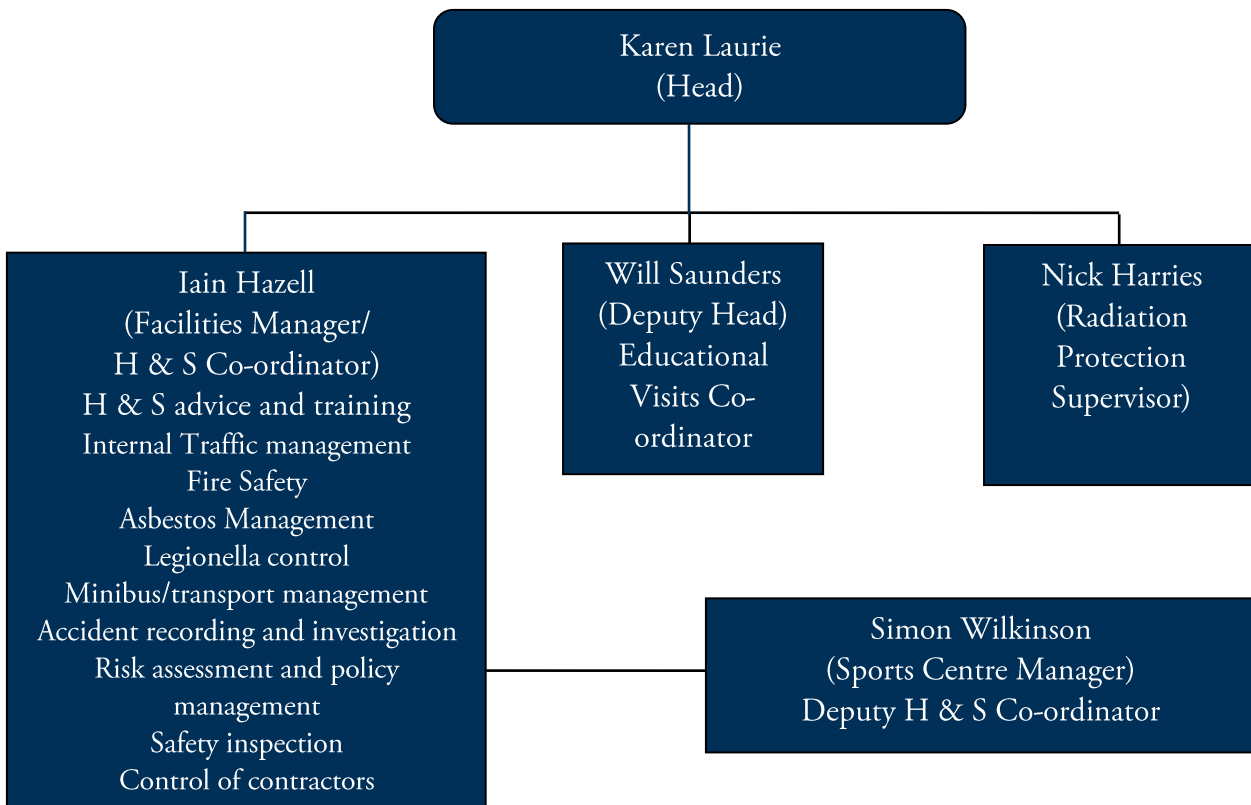 Karen Laurie
(Head)
Iain Hazell
(Facilities Manager/
H & S Co-ordinator)
H & S advice and training
Internal Traffic management
Fire Safety
Asbestos Management
Legionella control
Minibus/transport management
Accident recording and investigation
Risk assessment and policy
management
Safety inspection
Control of contractors
Will Saunders
(Deputy Head)
Educational
Visits Co-
ordinator
Nick Harries
(Radiation
Protection
Supervisor)
Simon Wilkinson
(Sports Centre Manager)
Deputy H & S Co-ordinator